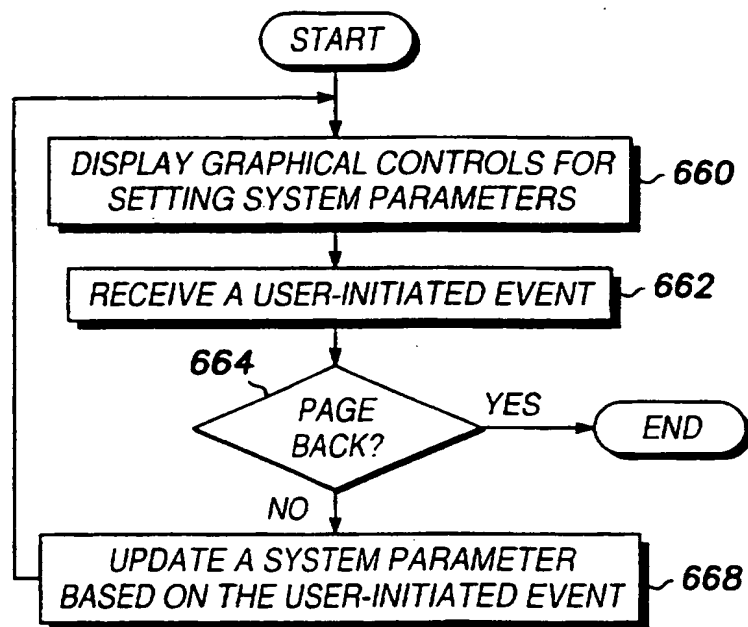 START
DISPLAY GRAPHICAL CONTROLS FOR
SETTING SYSTEM PARAMETERS
660
RECEIVE A USER-INITIATED EVENT
662
664
PAGE
BACK?
YES
END
NO
UPDATE A SYSTEM PARAMETER
BASED ON THE USER-INITIATED EVENT
668